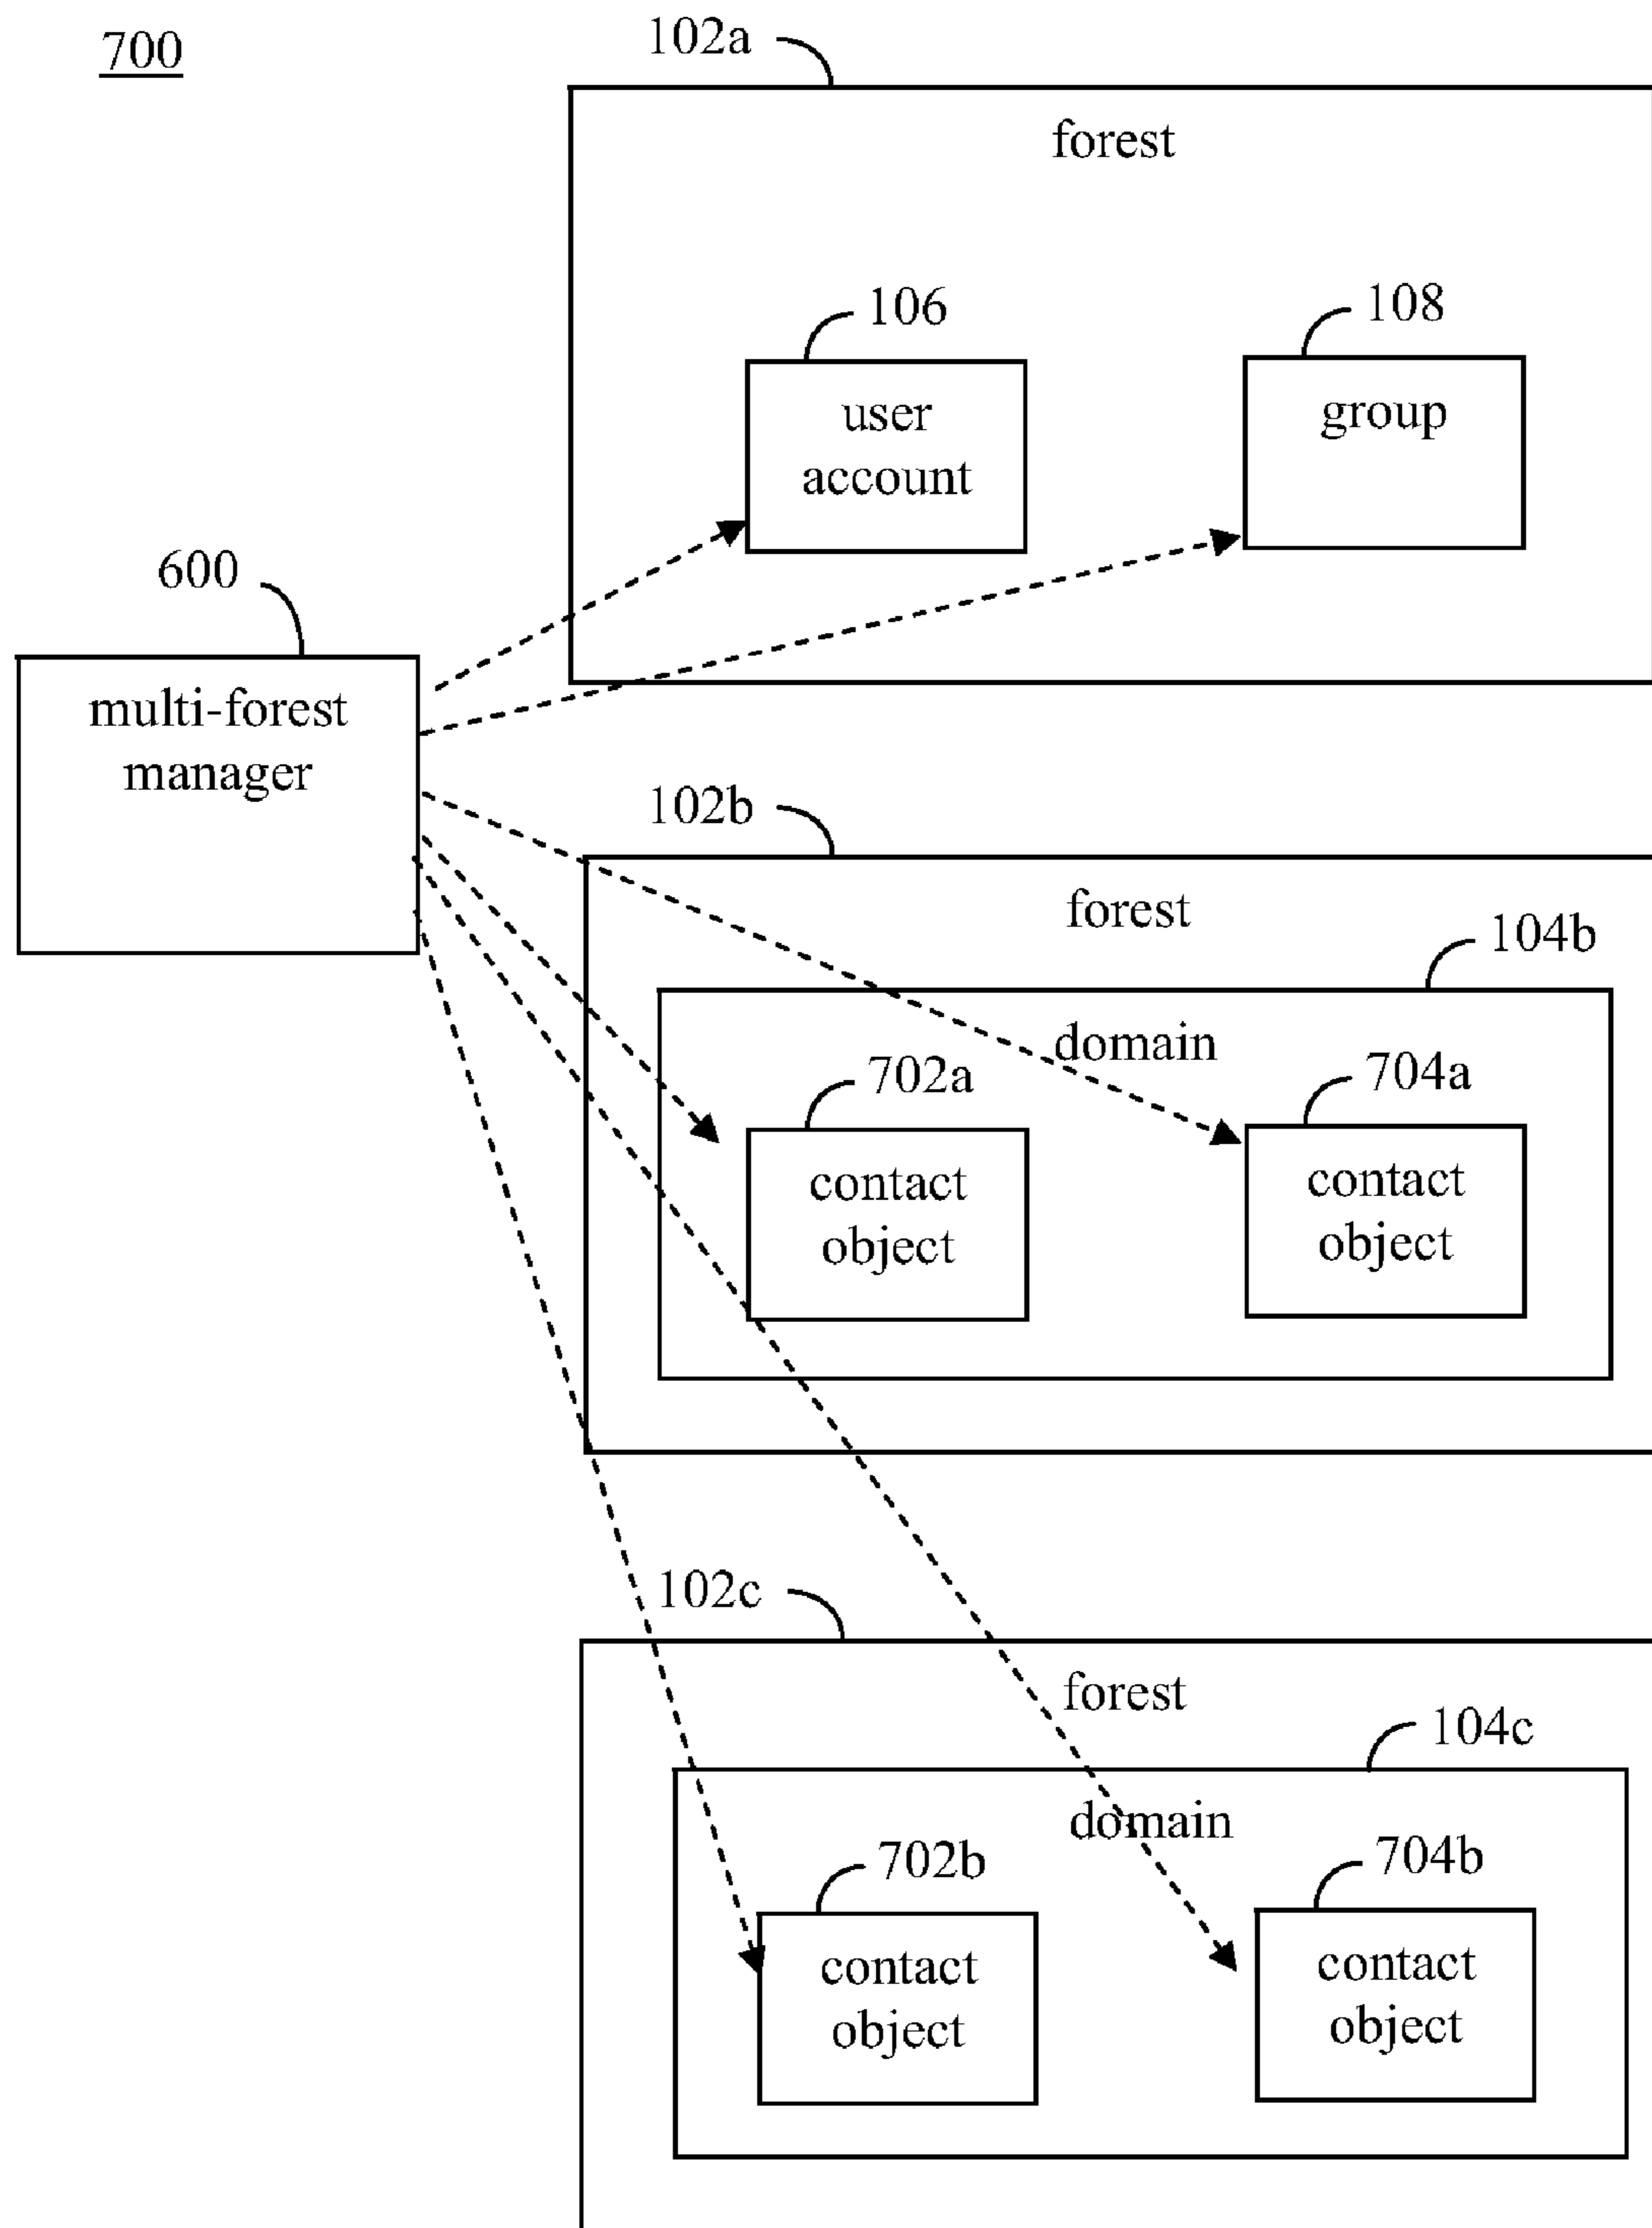 700
102a
forest
106
108
user
account
group
600
multi-forest
manager
102b
forest
104b
domain
702a
704a
contact
object
contact
object
102c
forest
104c
domain
702b
704b
contact
object
contact
object